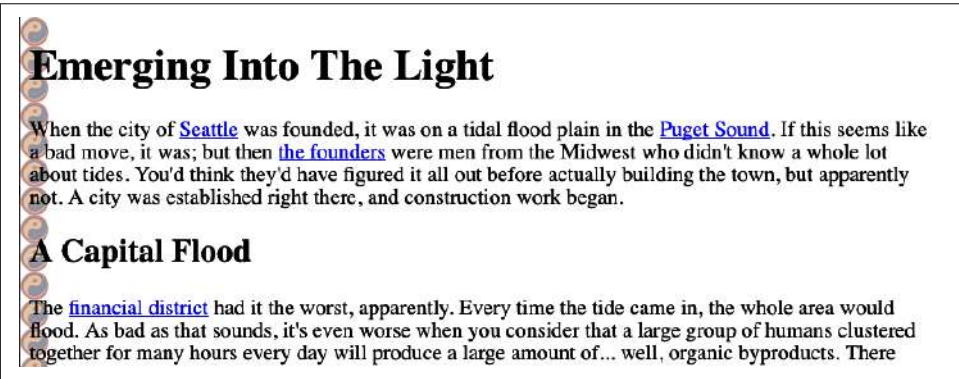 Emerging Into The Light
When the city of Seattle was founded, it was on a tidal flood plain in the Puget Sound. If this seems like
a bad move, it was; but then the founders were men from the Midwest who didn't know a whole lot
about tides. You'd think they'd have figured it all out before actually building the town, but apparently
not. A city was established right there, and construction work began.
A Capital Flood
The financial district had it the worst, apparently. Every time the tide came in, the whole area would
flood. As bad as that sounds, it's even worse when you consider that a large group of humans clustered
together for many hours every day will produce a large amount of... well, organic byproducts. There